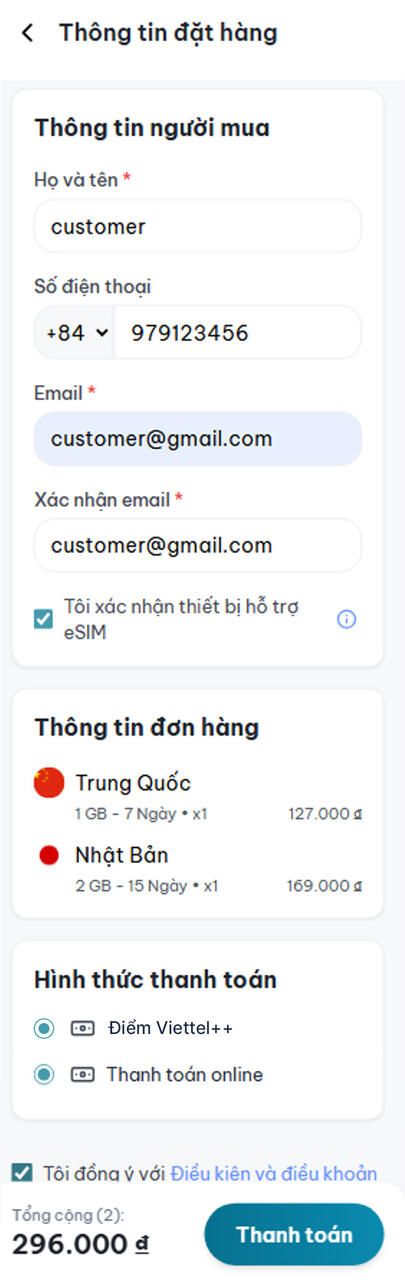 Thông tin đặt hàng
Thông tin người mua
Họ và tên *
customer
Số điện thoại
+84 979123456
Email *
customer@gmail.com
Xác nhận email *
customer@gmail.com
Tôi xác nhận thiết bị hỗ trợ
eSIM
Thông tin đơn hàng
Trung Quốc
1 GB - 7 Ngày • x1 127.000 ₫
Nhật Bản
2 GB - 15 Ngày • x1 169.000 ₫
Hình thức thanh toán
Điểm Viettel++
Thanh toán online
Tôi đồng ý với Điều kiện và điều khoản
Tổng cộng (2):
296.000 ₫
Thanh toán